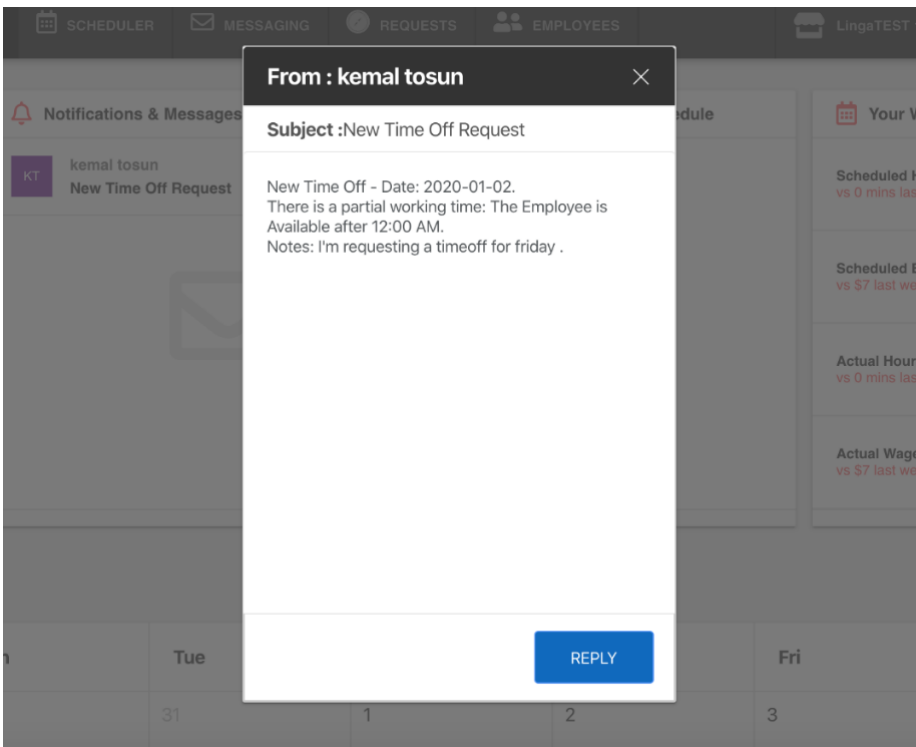 SCHEDULER MESSAGING REQUESTS EMPLOYEES LingaTEST
From : kemal tosun
Notifications & Messages
edule
Your
Subject :New Time Off Request
KT
kemal tosun
New Time Off Request
New Time Off - Date: 2020-01-02.
There is a partial working time: The Employee is
Available after 12:00 AM.
Notes: I'm requesting a timeoff for friday .
Scheduled
vs 0 mins las
Scheduled
vs $7 last we
Actual Hour
vs 0 mins las
Actual Wage
vs $7 last we
REPLY
Tue Fri
31 1 2 3